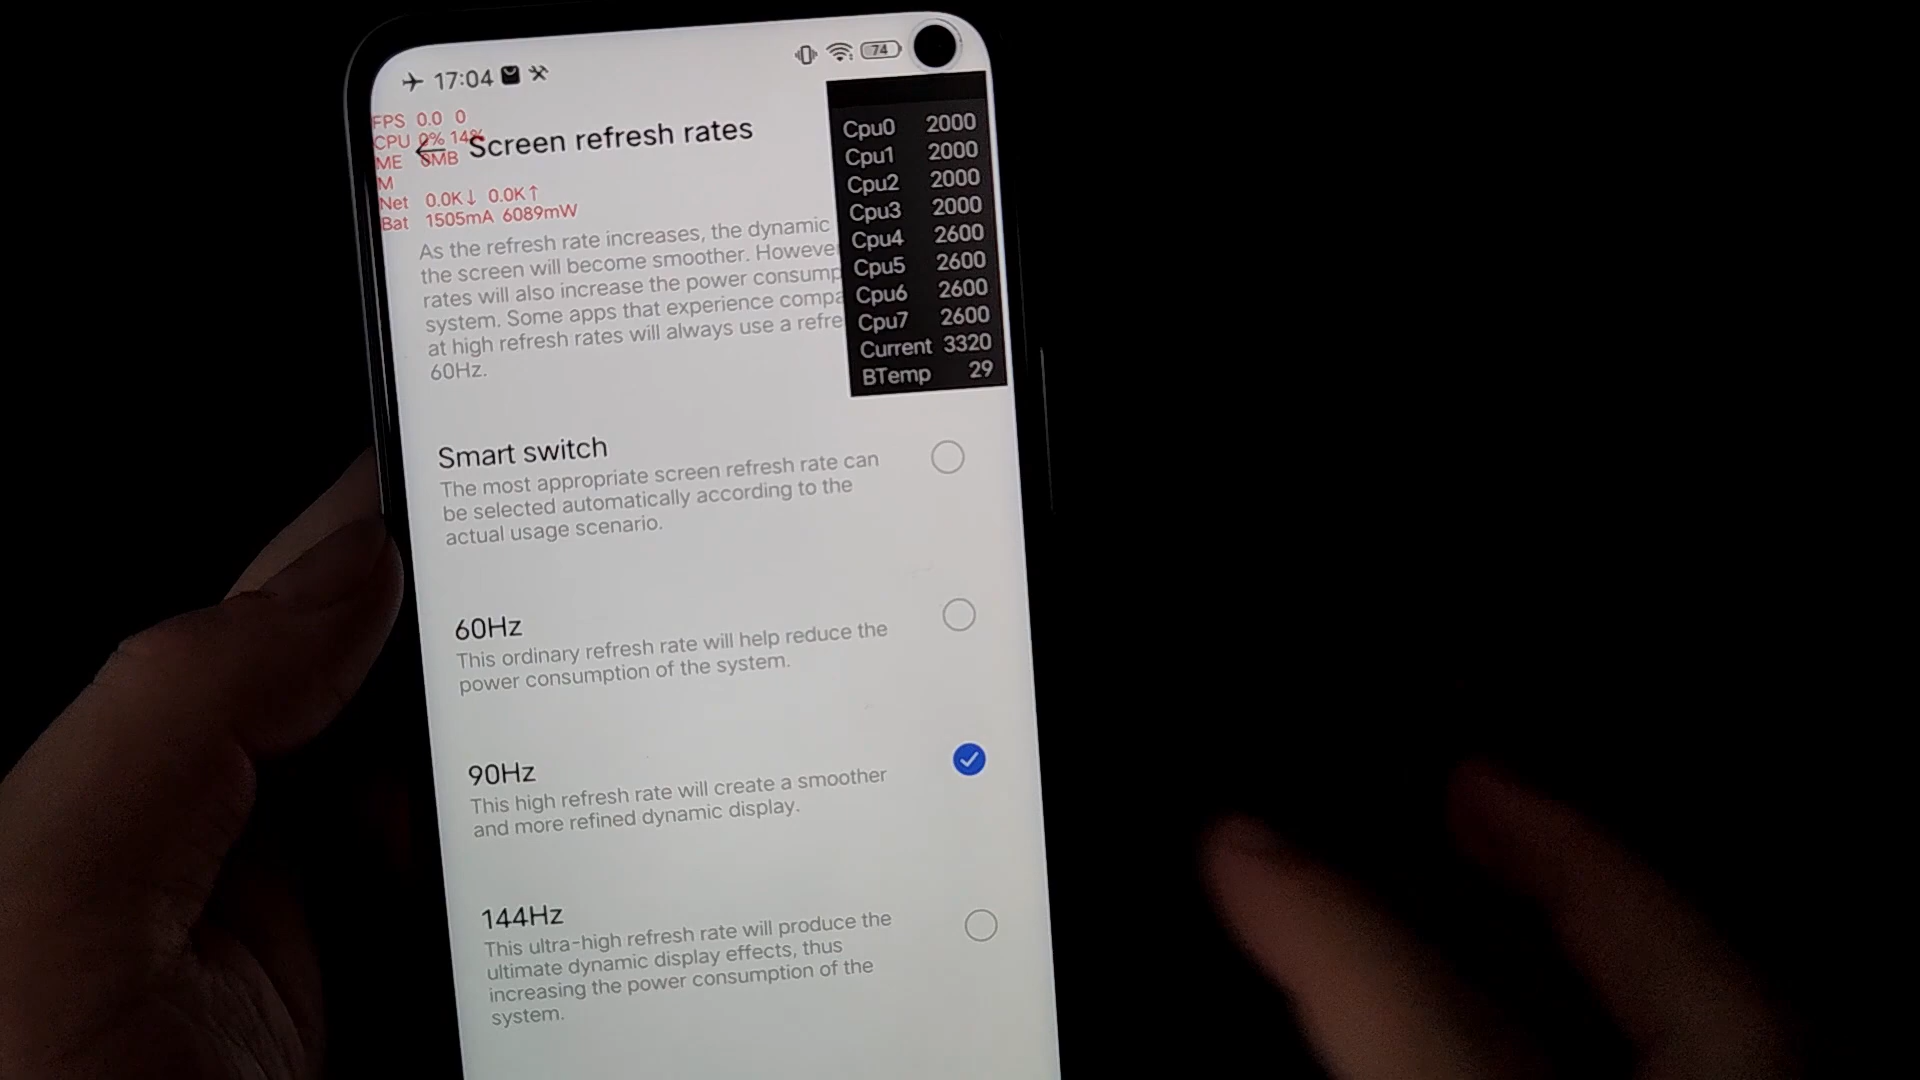 17:04
74
FPS 0.0 0
CPU 0% 14%
MEM 0MB
Net 0.0K↓ 0.0K↑
Bat 1505mA 6089mW
Screen refresh rates
Cpu0 2000
Cpu1 2000
Cpu2 2000
Cpu3 2000
Cpu4 2600
Cpu5 2600
Cpu6 2600
Cpu7 2600
Current 3320
BTemp 29
As the refresh rate increases, the dynamic
the screen will become smoother. However
rates will also increase the power consump
system. Some apps that experience compa
at high refresh rates will always use a refre
60Hz.
Smart switch
The most appropriate screen refresh rate can
be selected automatically according to the
actual usage scenario.
60Hz
This ordinary refresh rate will help reduce the
power consumption of the system.
90Hz
This high refresh rate will create a smoother
and more refined dynamic display.
144Hz
This ultra-high refresh rate will produce the
ultimate dynamic display effects, thus
increasing the power consumption of the
system.